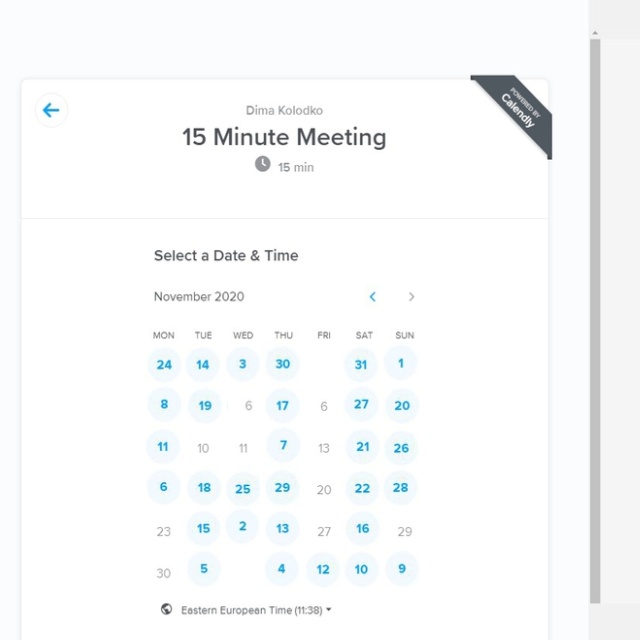 POWERED BY
Calendly
Dima Kolodko
15 Minute Meeting
15 min
Select a Date & Time
November 2020
MON TUE WED THU FRI SAT SUN
24 14 3 30 31 1
8 19 6 17 6 27 20
11 10 11 7 13 21 26
6 18 25 29 20 22 28
23 15 2 13 27 16 29
30 5 4 12 10 9
Eastern European Time (11:38)